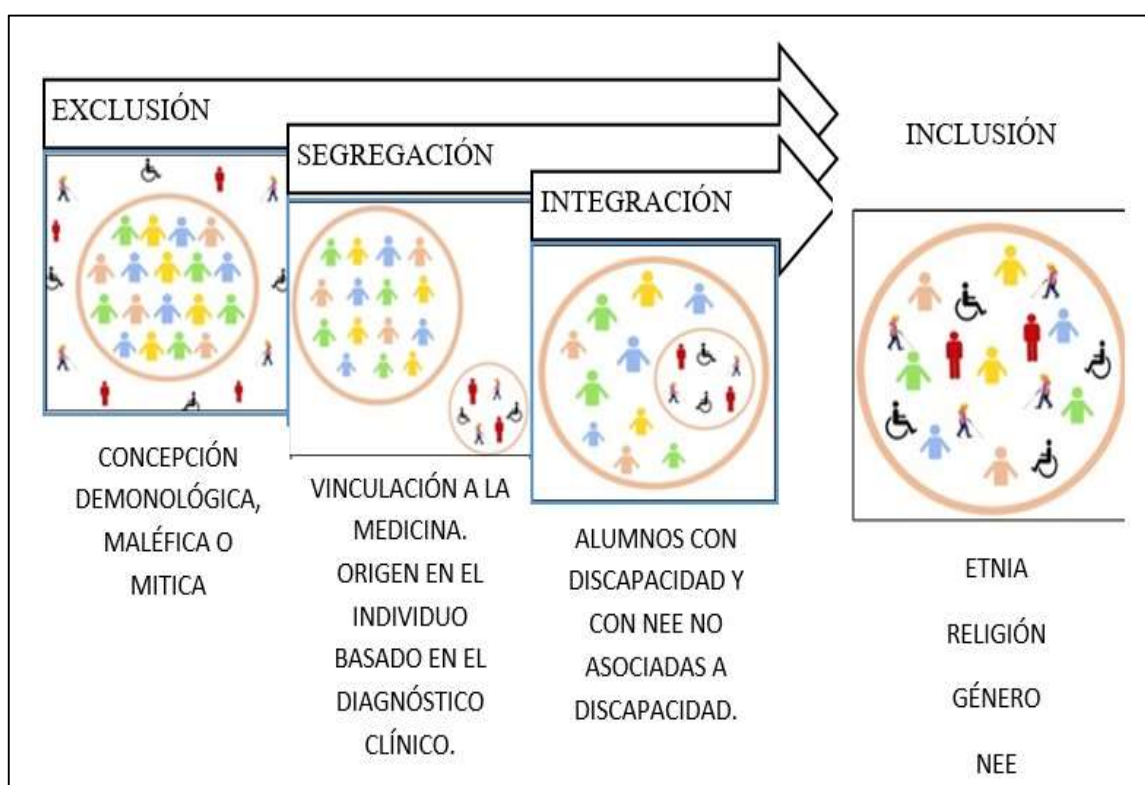 EXCLUSIÓN
SEGREGACIÓN
INTEGRACIÓN
INCLUSIÓN
CONCEPCIÓN
DEMONOLÓGICA,
MALÉFICA O
MITICA
VINCULACIÓN A LA
MEDICINA.
ORIGEN EN EL
INDIVIDUO
BASADO EN EL
DIAGNÓSTICO
CLÍNICO.
ALUMNOS CON
DISCAPACIDAD Y
CON NEE NO
ASOCIADAS A
DISCAPACIDAD.
ETNIA
RELIGIÓN
GÉNERO
NEE